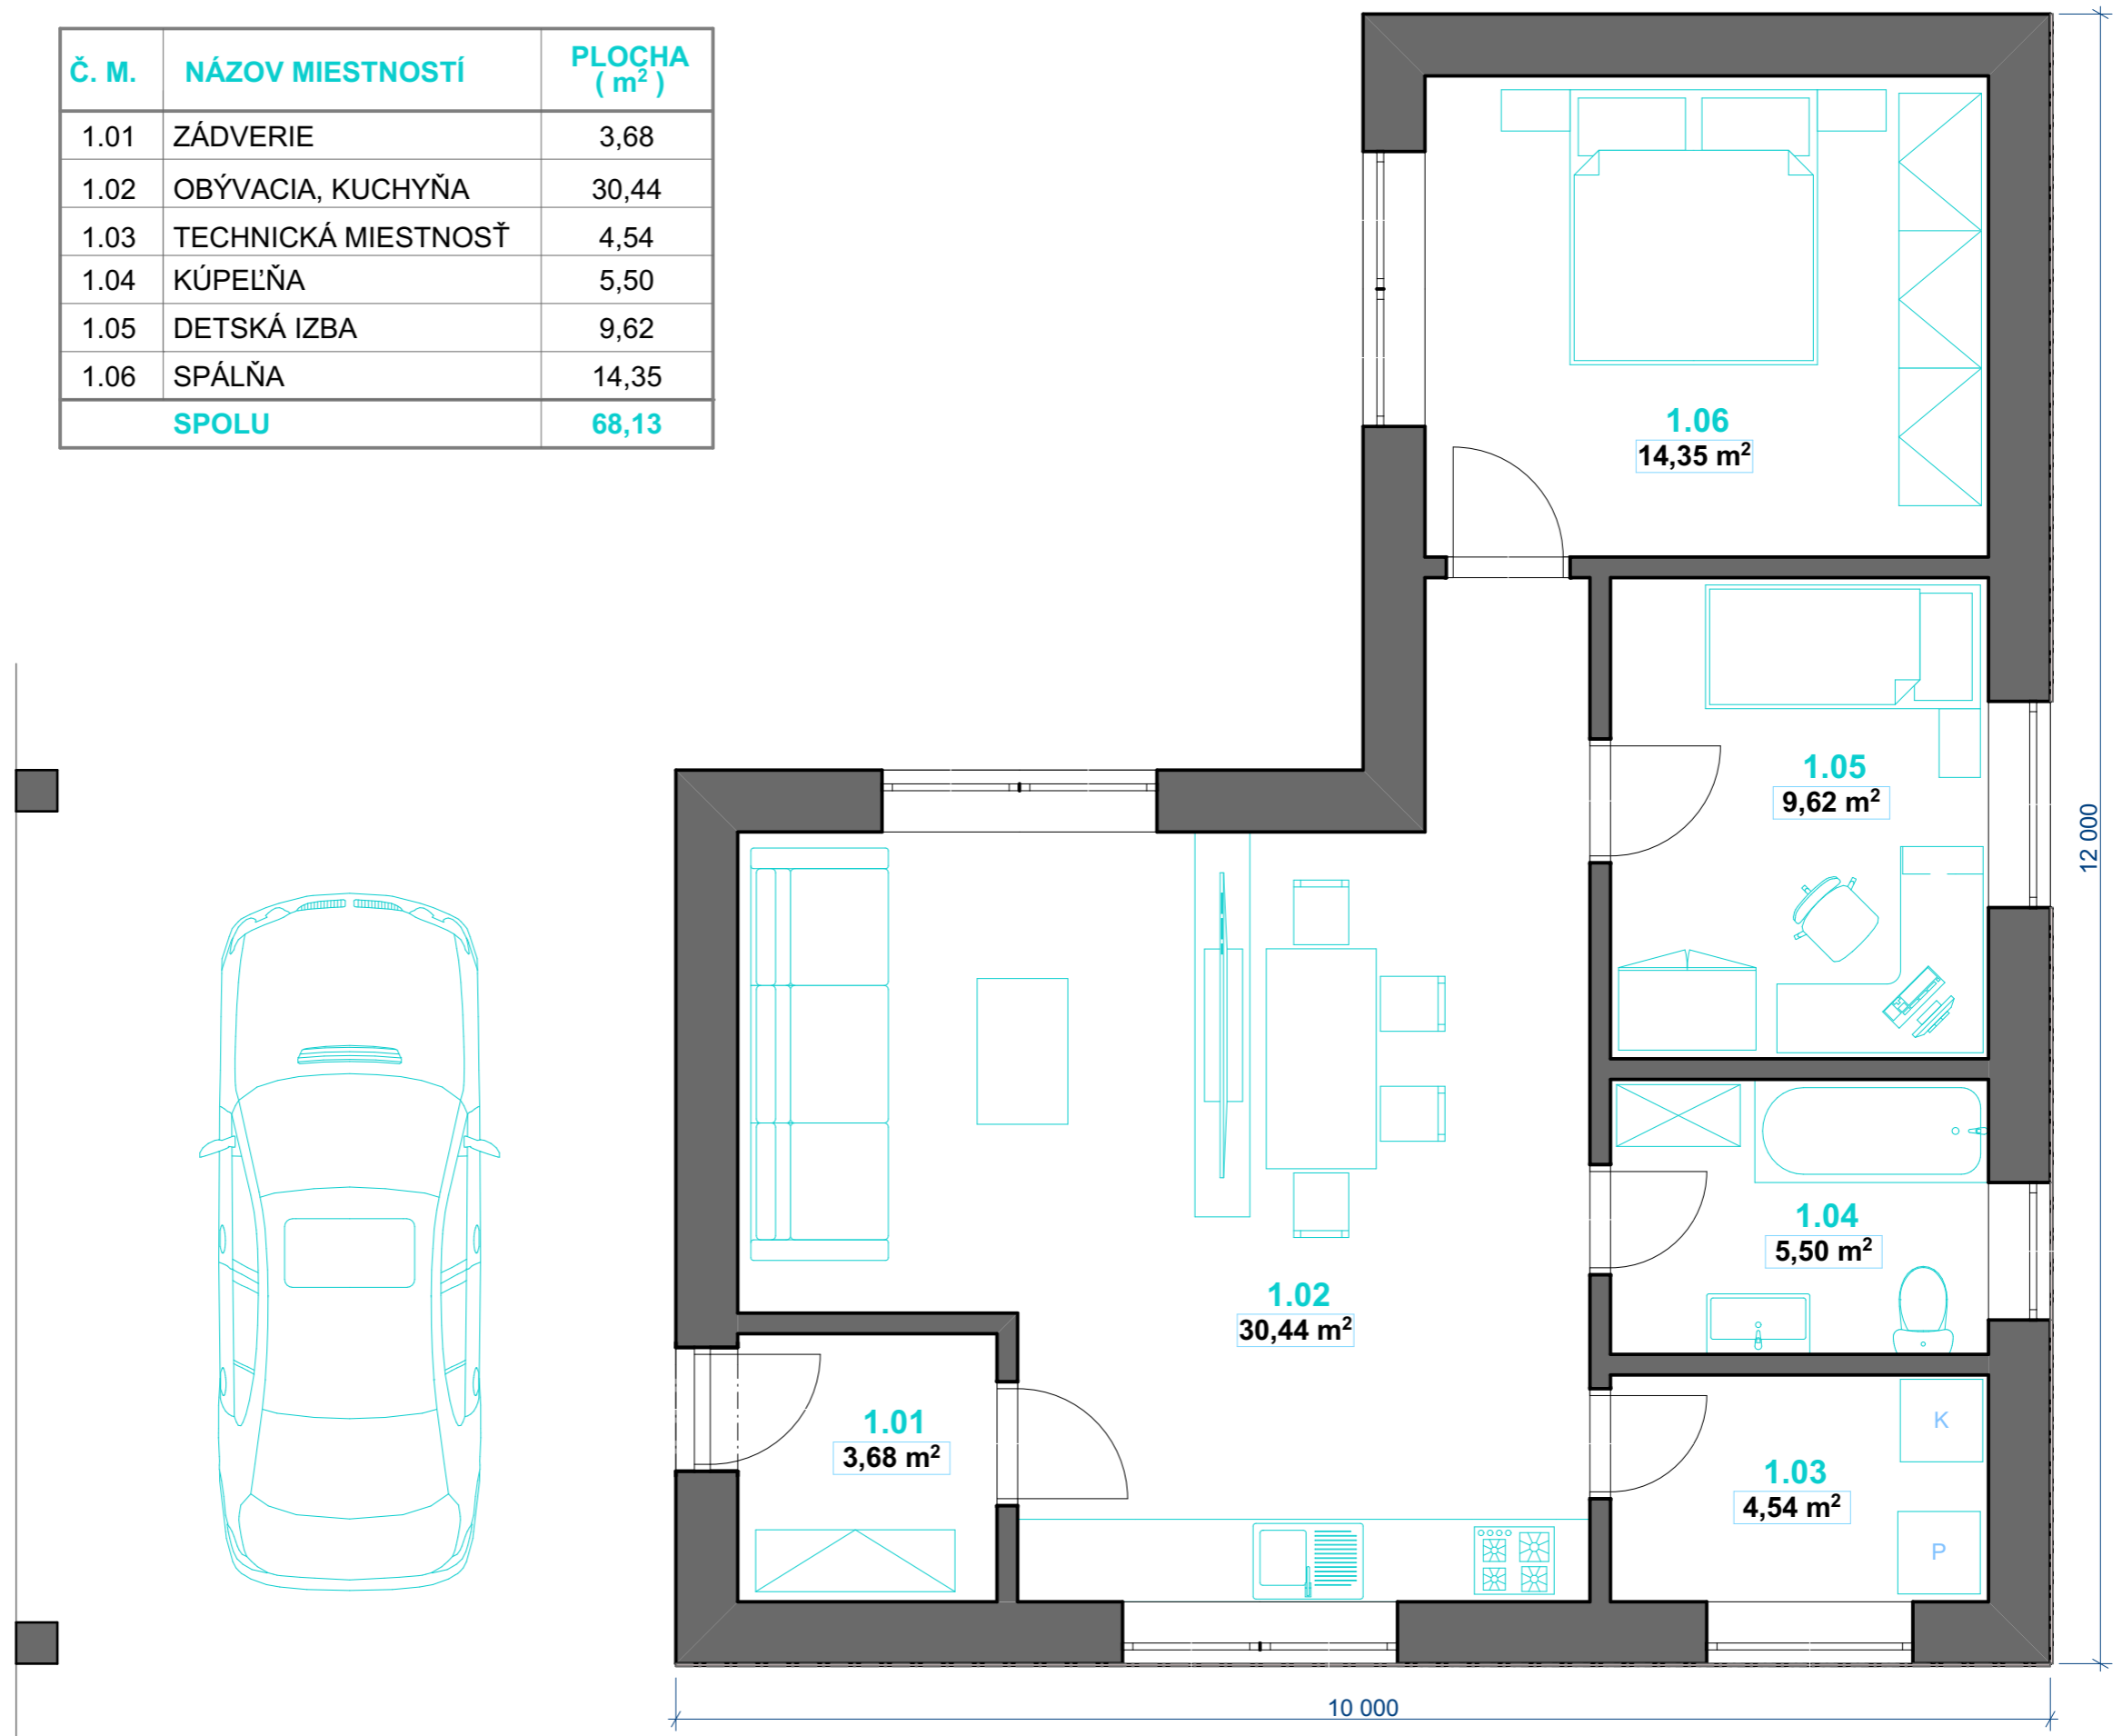 Č. M. NÁZOV MIESTNOSTÍ PLOCHA ( m² )
1.01 ZÁDVERIE 3,68
1.02 OBÝVACIA, KUCHYŇA 30,44
1.03 TECHNICKÁ MIESTNOSŤ 4,54
1.04 KÚPEĽŇA 5,50
1.05 DETSKÁ IZBA 9,62
1.06 SPÁLŇA 14,35
SPOLU 68,13
1.06
14,35 m²
1.05
9,62 m²
12 000
1.04
5,50 m²
1.02
30,44 m²
1.01
3,68 m²
K
1.03
4,54 m²
P
10 000